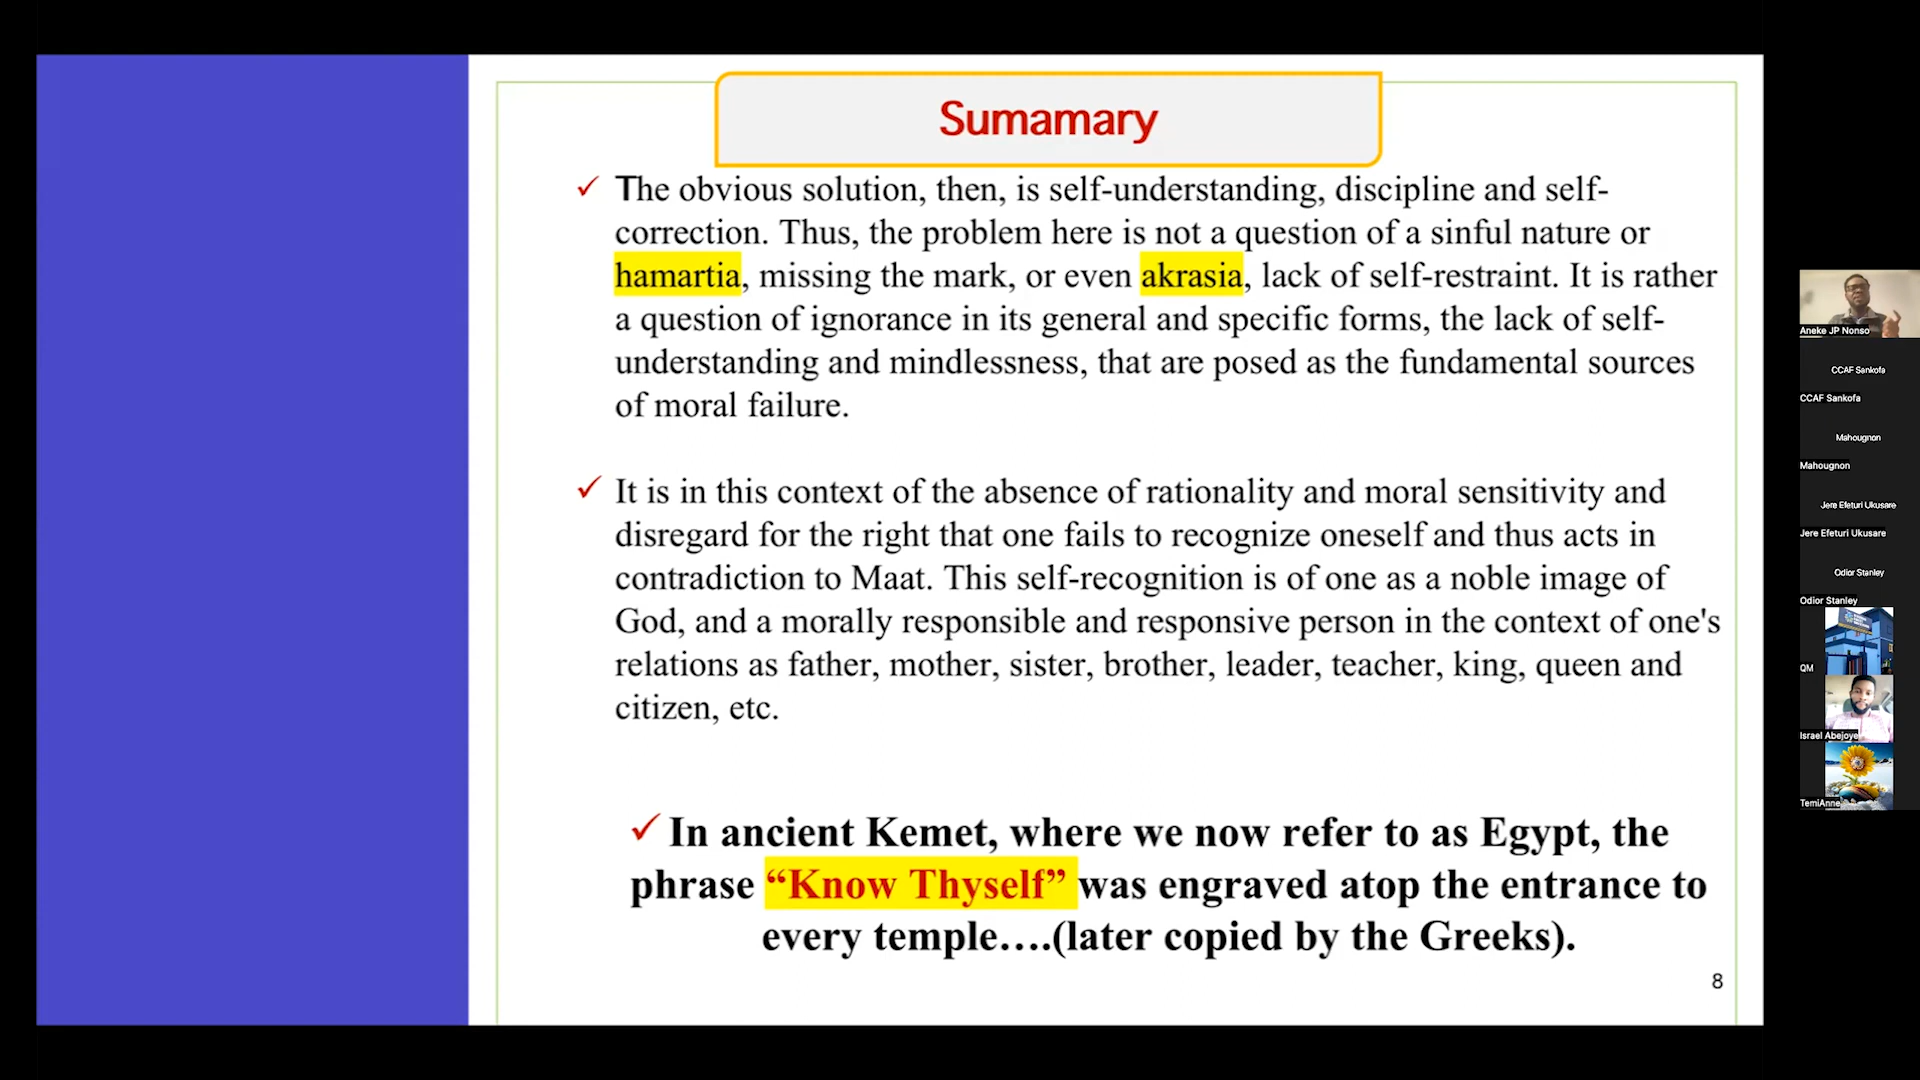 Sumamary
✓ The obvious solution, then, is self-understanding, discipline and self-
correction. Thus, the problem here is not a question of a sinful nature or
hamartia, missing the mark, or even akrasia, lack of self-restraint. It is rather
a question of ignorance in its general and specific forms, the lack of self-
understanding and mindlessness, that are posed as the fundamental sources
of moral failure.
✓ It is in this context of the absence of rationality and moral sensitivity and
disregard for the right that one fails to recognize oneself and thus acts in
contradiction to Maat. This self-recognition is of one as a noble image of
God, and a morally responsible and responsive person in the context of one's
relations as father, mother, sister, brother, leader, teacher, king, queen and
citizen, etc.
✓ In ancient Kemet, where we now refer to as Egypt, the
phrase “Know Thyself” was engraved atop the entrance to
every temple….(later copied by the Greeks).
8
Aneke JP Nonso
CCAF Sankofa
CCAF Sankofa
Mahougnon
Mahougnon
Jere Efeturi Ukusare
Jere Efeturi Ukusare
Odior Stanley
Odior Stanley
QM
Israel Abejoye
TemiAnne